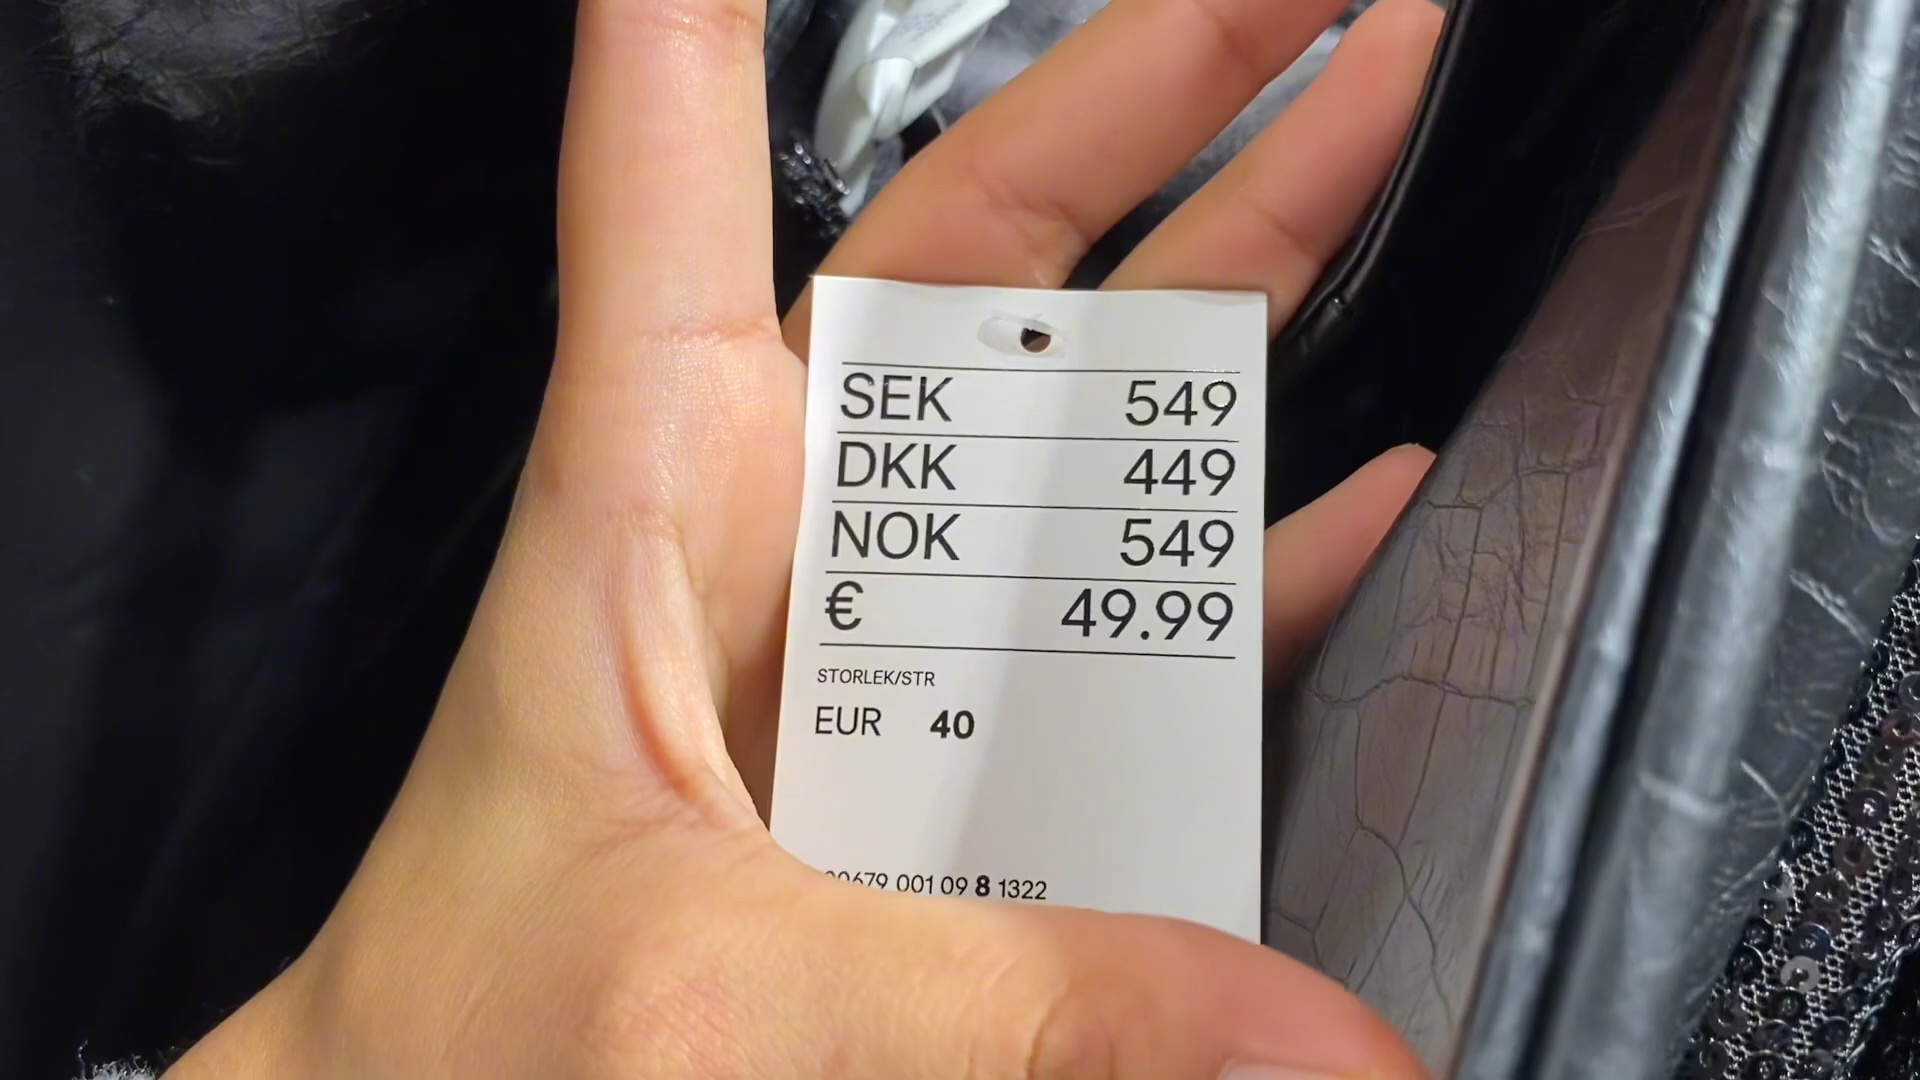 SEK 549
DKK 449
NOK 549
€ 49.99
STORLEK/STR
EUR 40
001 09 8 1322